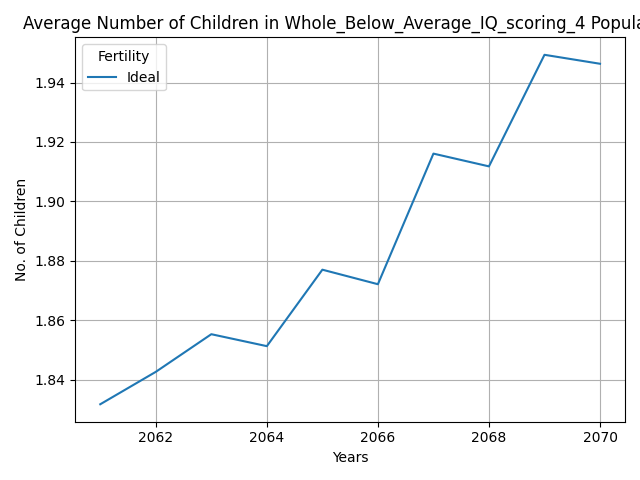 Average Number of Children in Whole_Below_Average_IQ_scoring_4 Popula
Fertility
Ideal
1.94
1.92
1.90
1.88
1.86
1.84
No. of Children
2062 2064 2066 2068 2070
Years